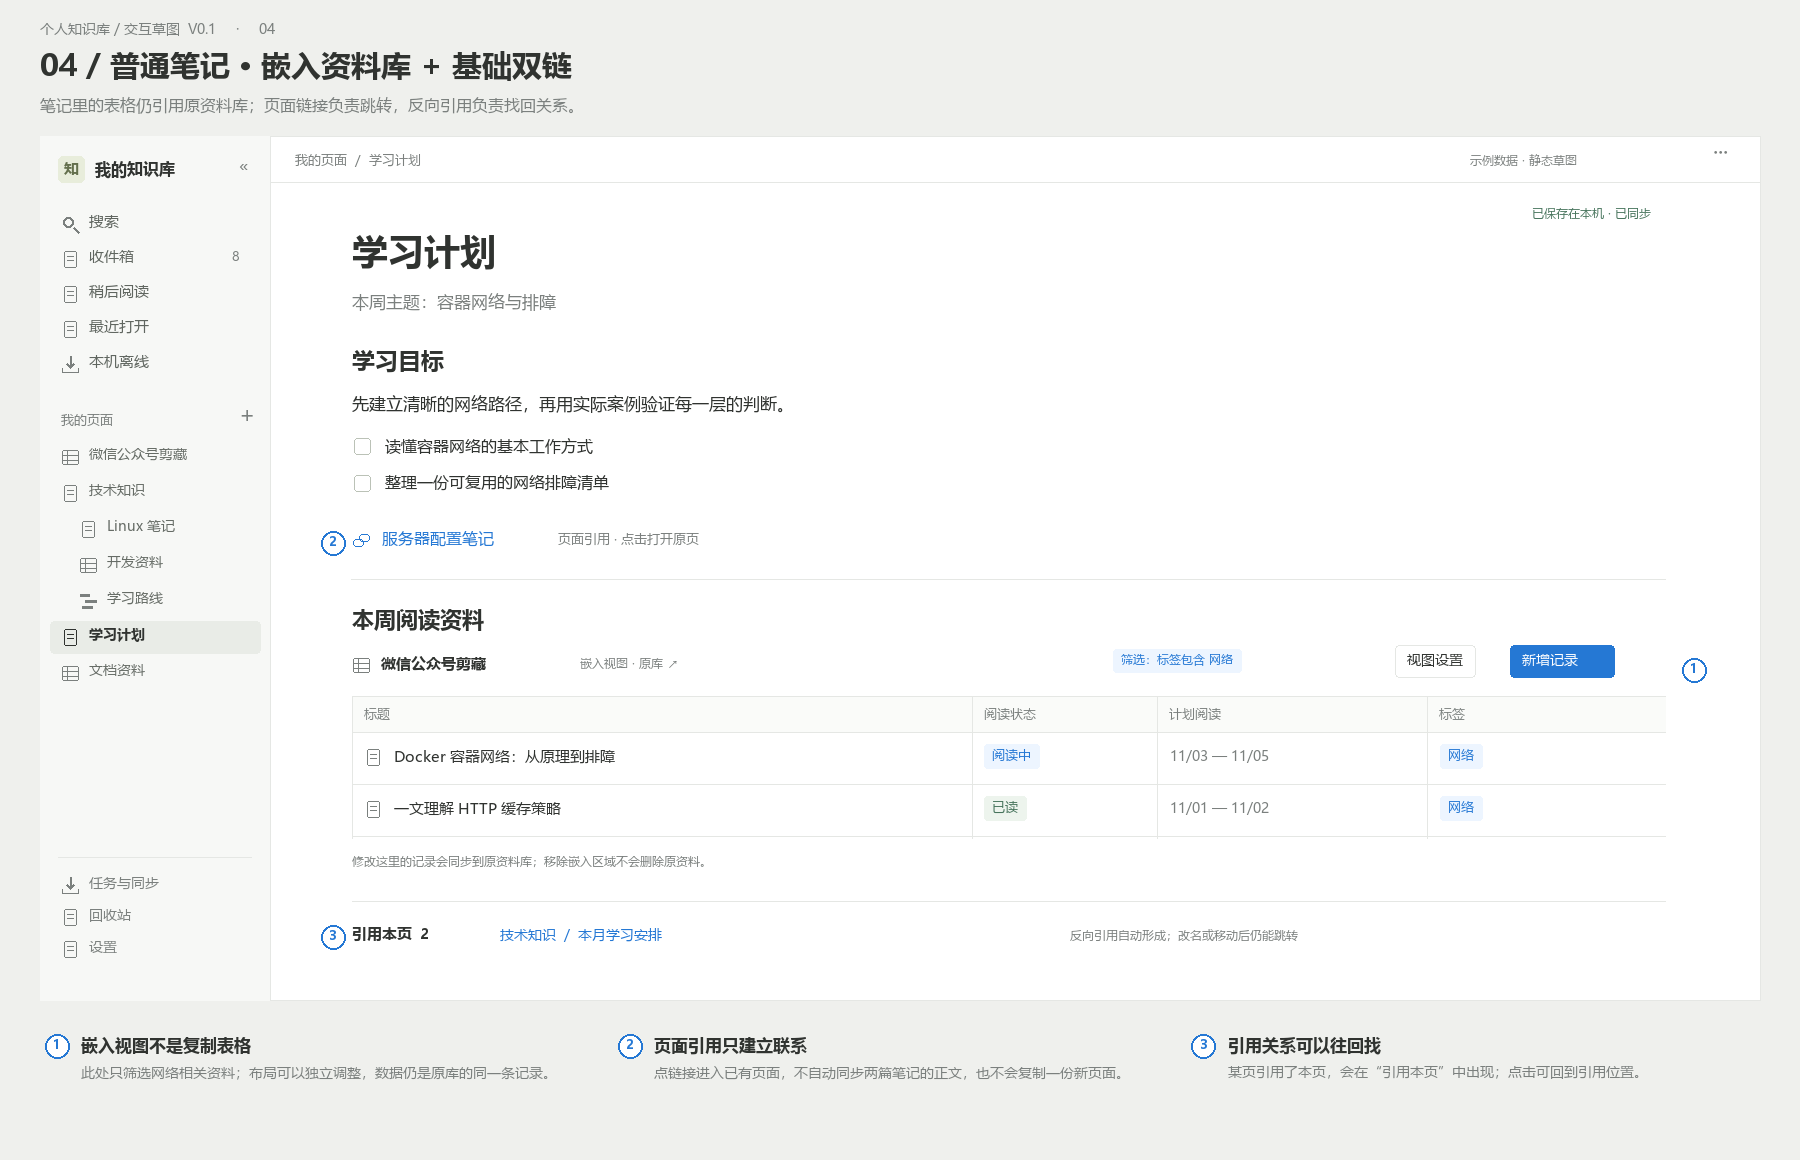 个人知识库 / 交互草图 V0.1 · 04
04 / 普通笔记 • 嵌入资料库 + 基础双链
笔记里的表格仍引用原资料库；页面链接负责跳转，反向引用负责找回关系。
知 我的知识库 «
搜索
收件箱 8
稍后阅读
最近打开
本机离线
我的页面 +
微信公众号剪藏
技术知识
Linux 笔记
开发资料
学习路线
学习计划
文档资料
任务与同步
回收站
设置
我的页面 / 学习计划 示例数据 · 静态草图 ···
已保存在本机 · 已同步
学习计划
本周主题：容器网络与排障
学习目标
先建立清晰的网络路径，再用实际案例验证每一层的判断。
读懂容器网络的基本工作方式
整理一份可复用的网络排障清单
2 服务器配置笔记 页面引用 · 点击打开原页
本周阅读资料
微信公众号剪藏 嵌入视图 · 原库 ↗ 筛选：标签包含 网络 视图设置 新增记录 1
标题 阅读状态 计划阅读 标签
Docker 容器网络：从原理到排障 阅读中 11/03 — 11/05 网络
一文理解 HTTP 缓存策略 已读 11/01 — 11/02 网络
修改这里的记录会同步到原资料库；移除嵌入区域不会删除原资料。
3 引用本页 2 技术知识 / 本月学习安排 反向引用自动形成；改名或移动后仍能跳转
1 嵌入视图不是复制表格
此处只筛选网络相关资料；布局可以独立调整，数据仍是原库的同一条记录。
2 页面引用只建立联系
点链接进入已有页面，不自动同步两篇笔记的正文，也不会复制一份新页面。
3 引用关系可以往回找
某页引用了本页，会在“引用本页”中出现；点击可回到引用位置。